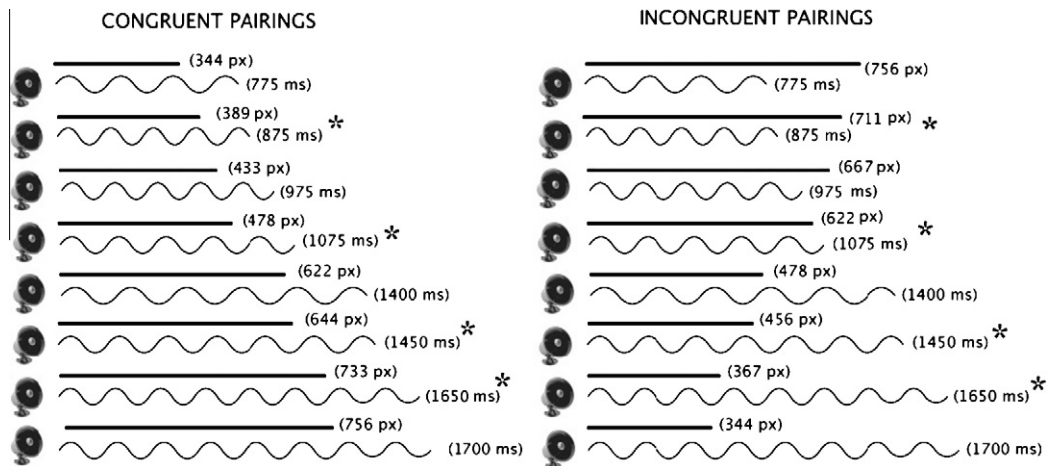 CONGRUENT PAIRINGS
(344 px)
(775 ms)
(389 px)
(875 ms) *
(433 px)
(975 ms)
(478 px)
(1075 ms) *
(622 px)
(1400 ms)
(644 px)
(1450 ms) *
(733 px)
(1650 ms) *
(756 px)
(1700 ms)
INCONGRUENT PAIRINGS
(756 px)
(775 ms)
(711 px) *
(875 ms)
(667 px)
(975 ms)
(622 px)
(1075 ms) *
(478 px)
(1400 ms)
(456 px)
(1450 ms) *
(367 px)
(1650 ms) *
(344 px)
(1700 ms)